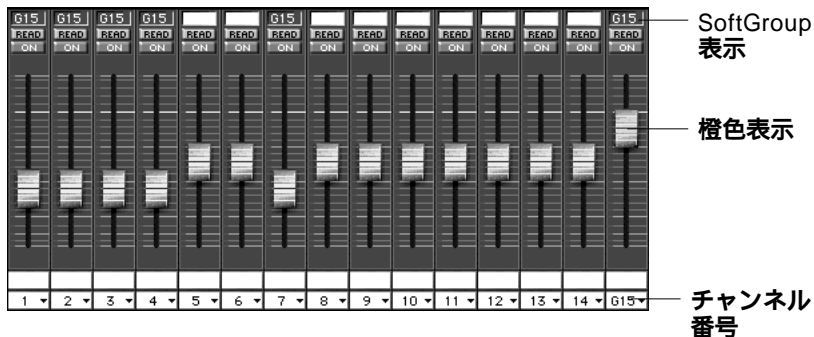 G15 G15 G15 G15 G15 G15
READ READ READ READ READ READ READ READ READ READ READ READ READ READ READ
ON ON ON ON ON ON ON ON ON ON ON ON ON ON ON
SoftGroup
表示
橙色表示
1 2 3 4 5 6 7 8 9 10 11 12 13 14 G15
チャンネル
番号